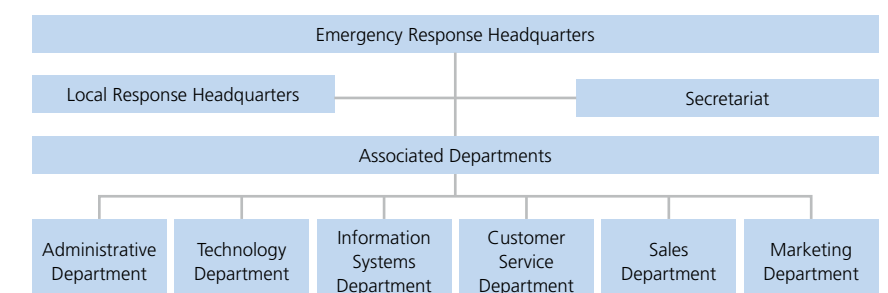 Emergency Response Headquarters
Local Response Headquarters
Secretariat
Associated Departments
Administrative
Department
Technology
Department
Information
Systems
Department
Customer
Service
Department
Sales
Department
Marketing
Department